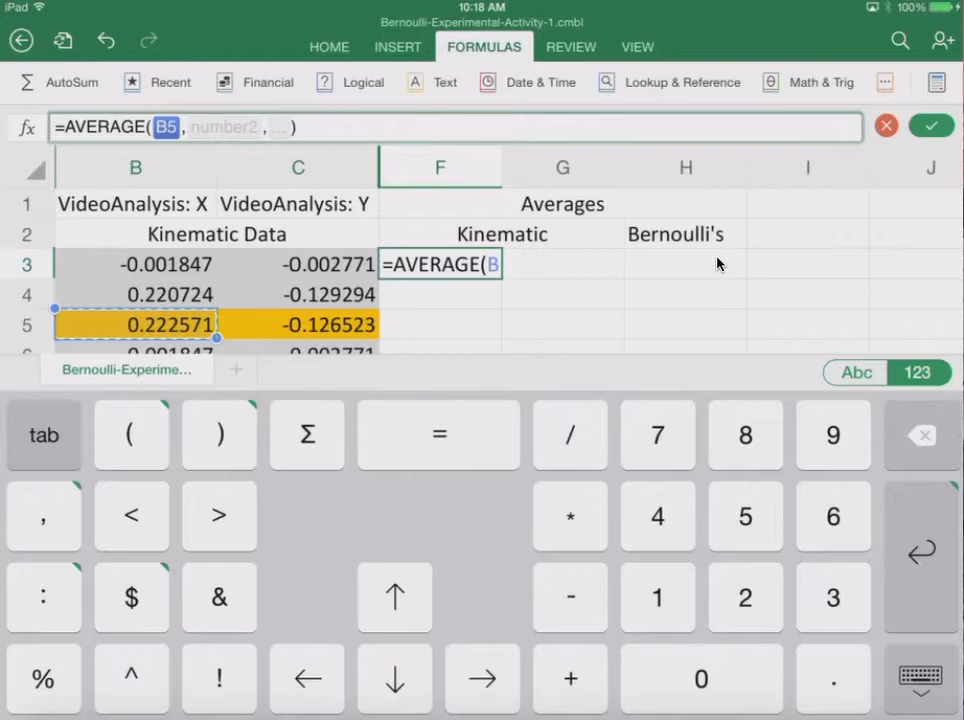 iPad 10:18 AM 100%
Bernoulli-Experimental-Activity-1.cmbl
HOME INSERT FORMULAS REVIEW VIEW
Σ AutoSum Recent Financial ? Logical A Text Date & Time Lookup & Reference θ Math & Trig ...
fx =AVERAGE( B5 , number2 , ... )
B C F G H I J
1 VideoAnalysis: X VideoAnalysis: Y Averages
2 Kinematic Data Kinematic Bernoulli's
3 -0.001847 -0.002771 =AVERAGE(B
4 0.220724 -0.129294
5 0.222571 -0.126523
Bernoulli-Experime... + Abc 123
tab ( ) Σ = / 7 8 9
, < > * 4 5 6
: $ & ↑ - 1 2 3
% ^ ! ← ↓ → + 0 .